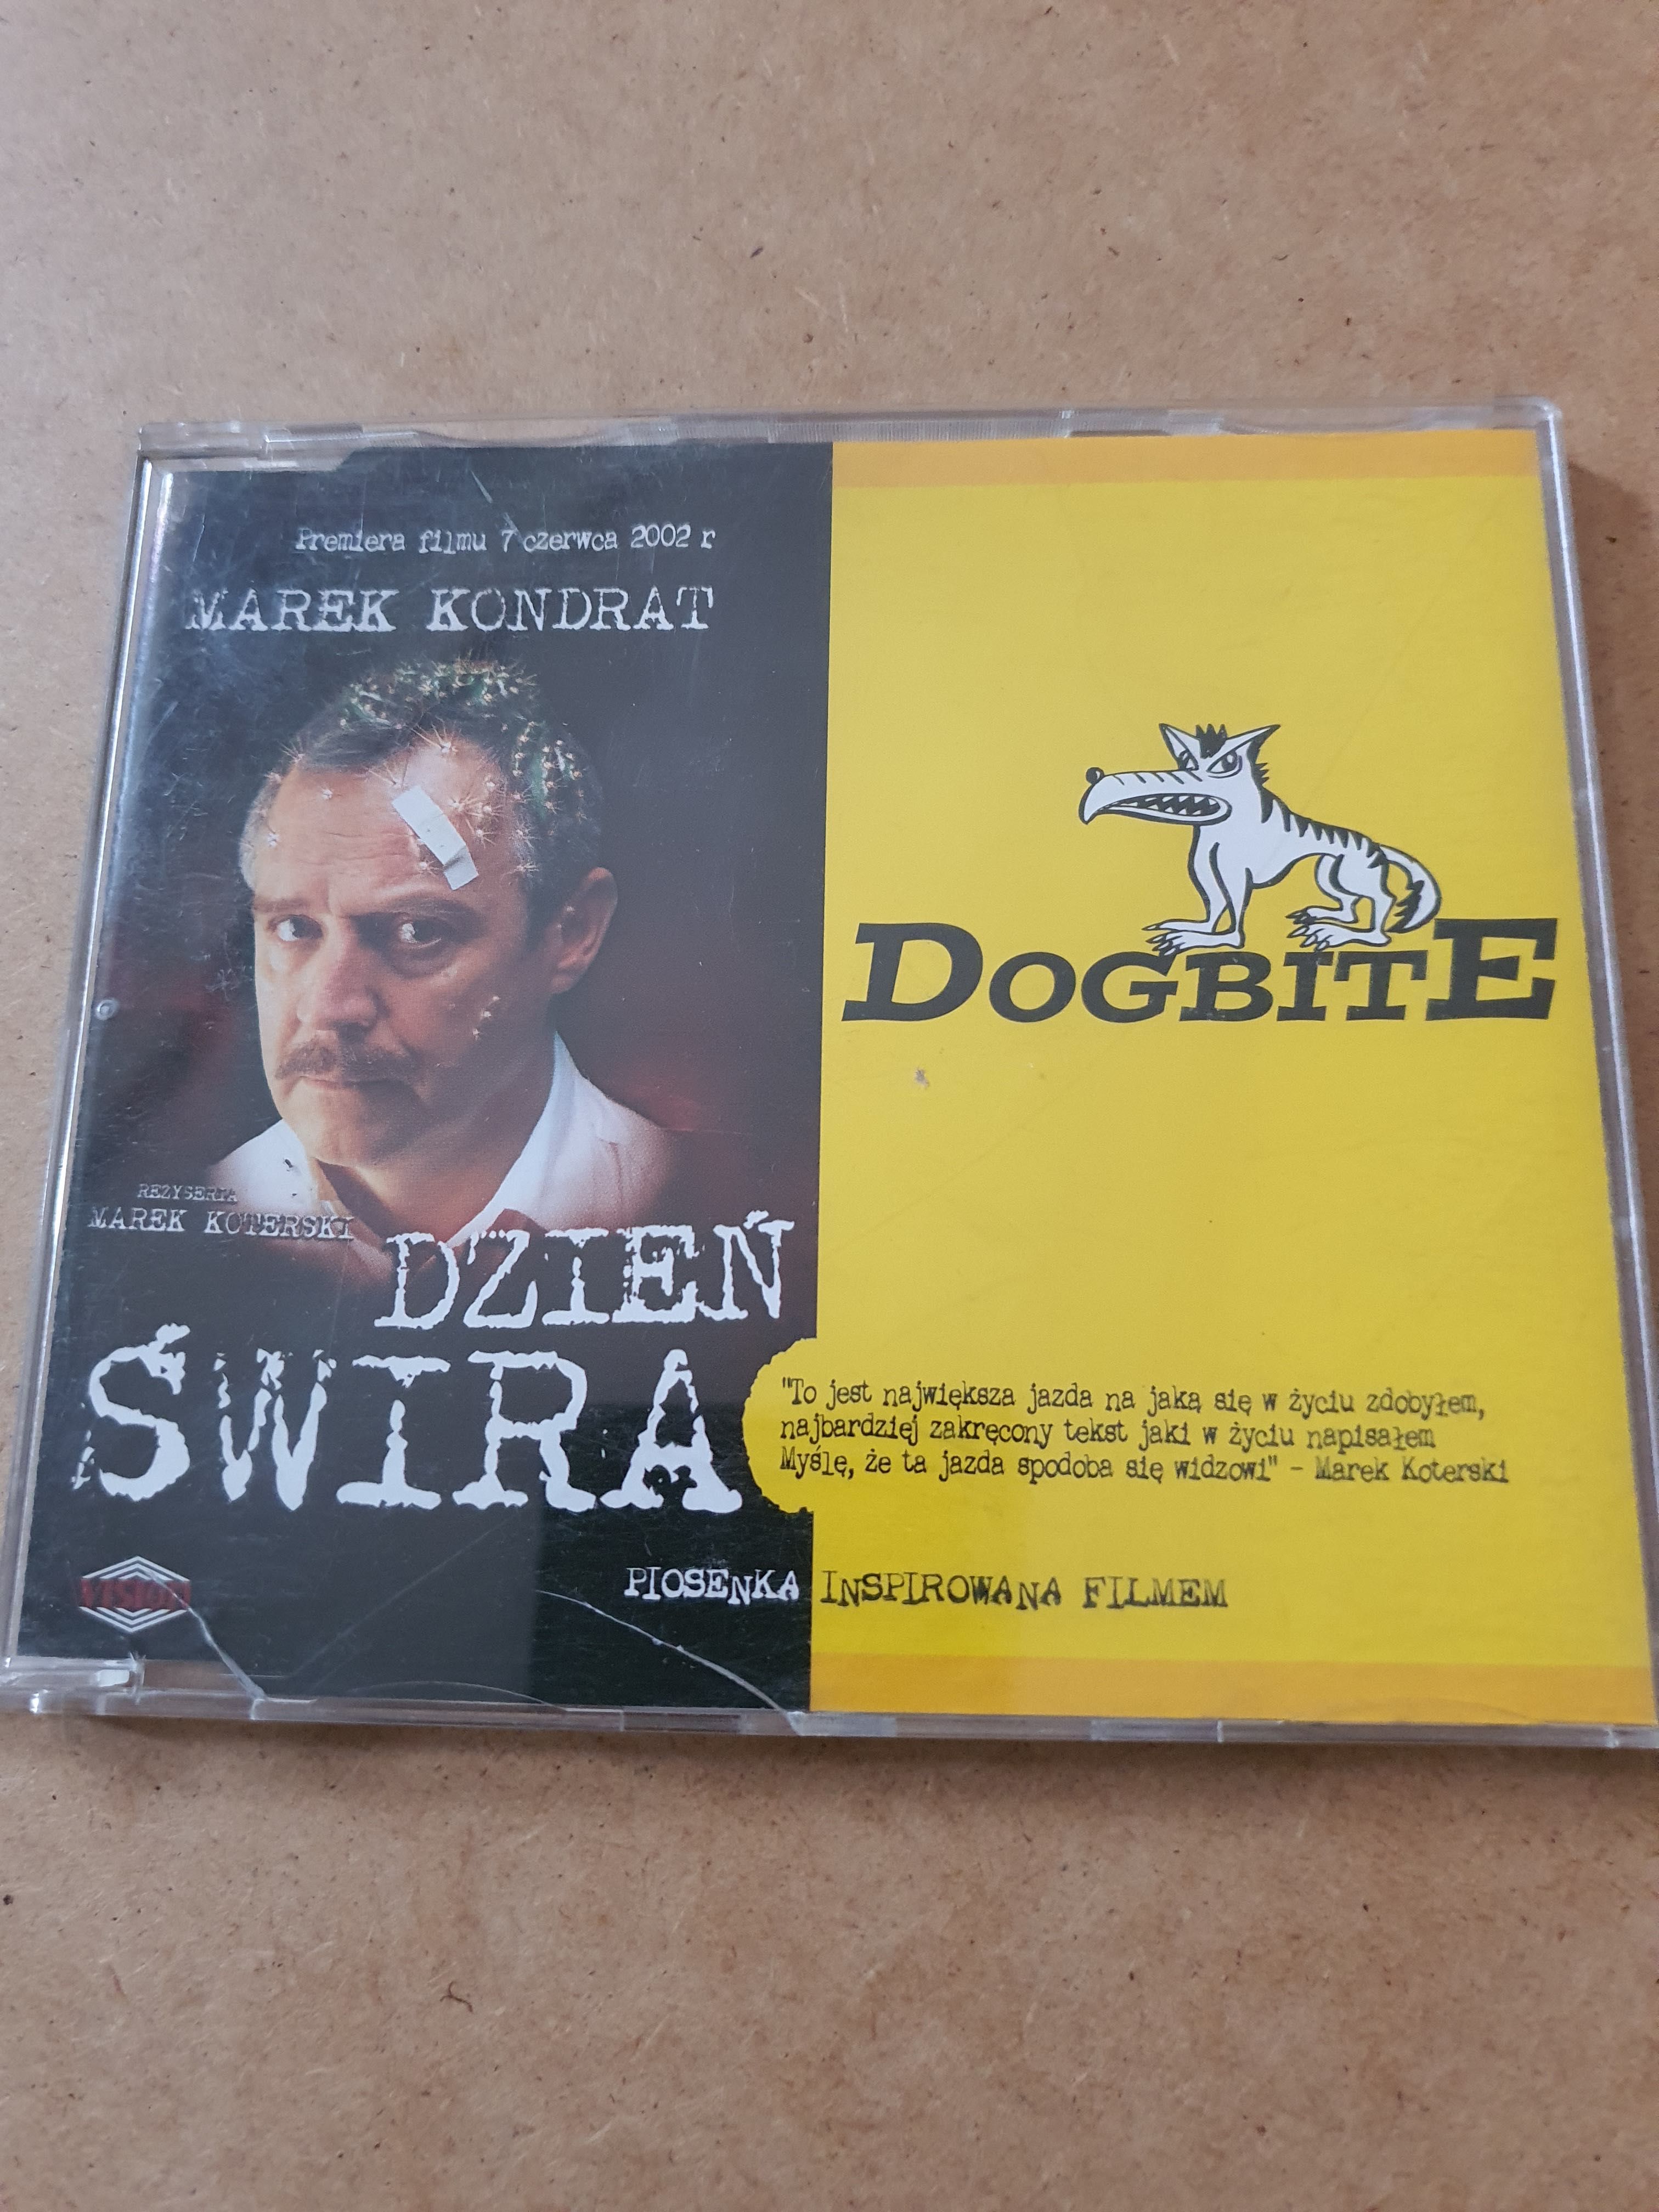 Premiera filmu 7 czerwca 2002 r
MAREK KONDRAT
REŻYSERIA
MAREK KOTERSKI
DZIEŃ
ŚWIRA
VISION
DOGBITE
"To jest największa jazda na jaką się w życiu zdobyłem,
najbardziej zakręcony tekst jaki w życiu napisałem
Myślę, że ta jazda spodoba się widzowi" - Marek Koterski
PIOSENKA INSPIROWANA FILMEM